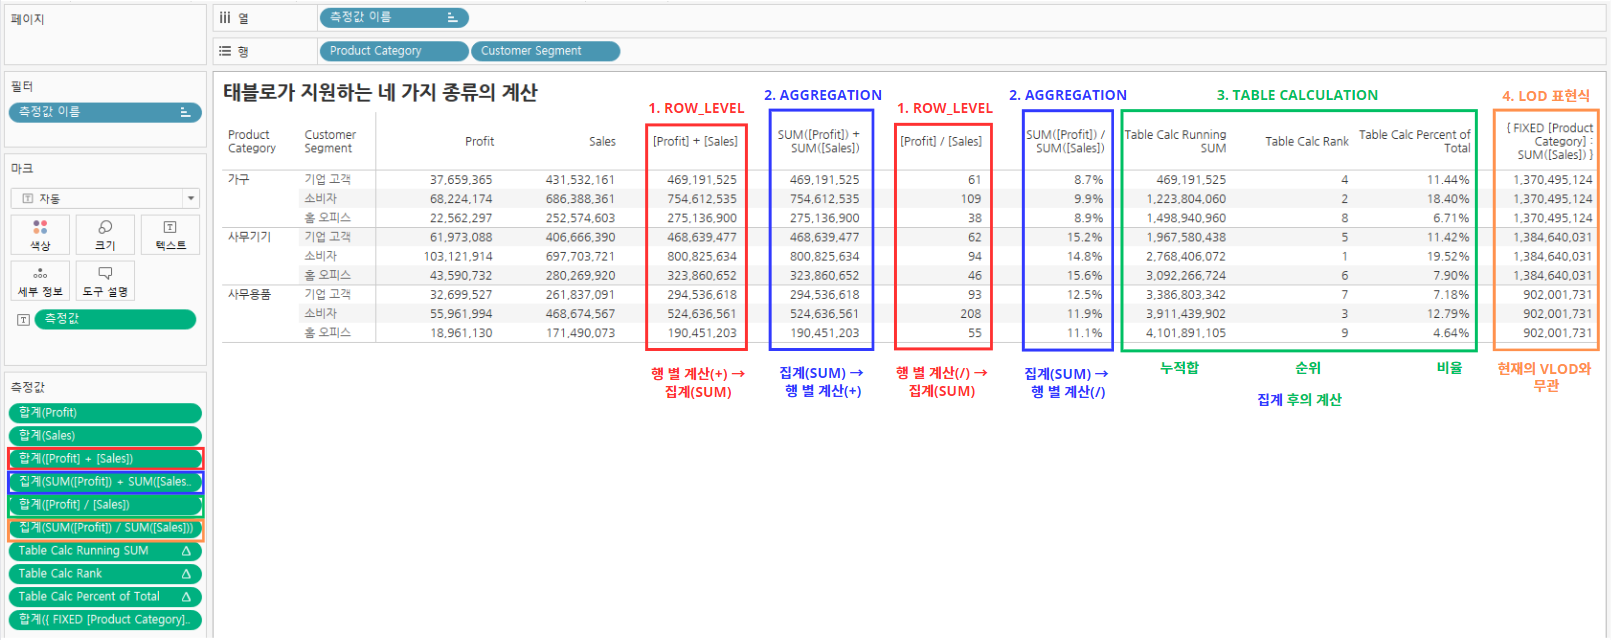 페이지
열
측정값 이름
행
Product Category
Customer Segment
필터
측정값 이름
마크
자동
색상
크기
텍스트
세부 정보
도구 설명
측정값
측정값
합계(Profit)
합계(Sales)
합계([Profit] + [Sales])
집계(SUM([Profit]) + SUM([Sales..
합계([Profit] / [Sales])
집계(SUM([Profit]) / SUM([Sales]))
Table Calc Running SUM
Table Calc Rank
Table Calc Percent of Total
합계({ FIXED [Product Category]..
태블로가 지원하는 네 가지 종류의 계산
1. ROW_LEVEL
2. AGGREGATION
1. ROW_LEVEL
2. AGGREGATION
3. TABLE CALCULATION
4. LOD 표현식
Product Category
Customer Segment
Profit
Sales
[Profit] + [Sales]
SUM([Profit]) + SUM([Sales])
[Profit] / [Sales]
SUM([Profit]) / SUM([Sales])
Table Calc Running SUM
Table Calc Rank
Table Calc Percent of Total
{ FIXED [Product Category] : SUM([Sales]) }
가구 기업 고객 37,659,365 431,532,161 469,191,525 469,191,525 61 8.7% 469,191,525 4 11.44% 1,370,495,124
소비자 68,224,174 686,388,361 754,612,535 754,612,535 109 9.9% 1,223,804,060 2 18.40% 1,370,495,124
홈 오피스 22,562,297 252,574,603 275,136,900 275,136,900 38 8.9% 1,498,940,960 8 6.71% 1,370,495,124
사무기기 기업 고객 61,973,088 406,666,390 468,639,477 468,639,477 62 15.2% 1,967,580,438 5 11.42% 1,384,640,031
소비자 103,121,914 697,703,721 800,825,634 800,825,634 94 14.8% 2,768,406,072 1 19.52% 1,384,640,031
홈 오피스 43,590,732 280,269,920 323,860,652 323,860,652 46 15.6% 3,092,266,724 6 7.90% 1,384,640,031
사무용품 기업 고객 32,699,527 261,837,091 294,536,618 294,536,618 93 12.5% 3,386,803,342 7 7.18% 902,001,731
소비자 55,961,994 468,674,567 524,636,561 524,636,561 208 11.9% 3,911,439,902 3 12.79% 902,001,731
홈 오피스 18,961,130 171,490,073 190,451,203 190,451,203 55 11.1% 4,101,891,105 9 4.64% 902,001,731
행 별 계산(+) →
집계(SUM)
집계(SUM) →
행 별 계산(+)
행 별 계산(/) →
집계(SUM)
집계(SUM) →
행 별 계산(/)
누적합
순위
비율
집계 후의 계산
현재의 VLOD와
무관